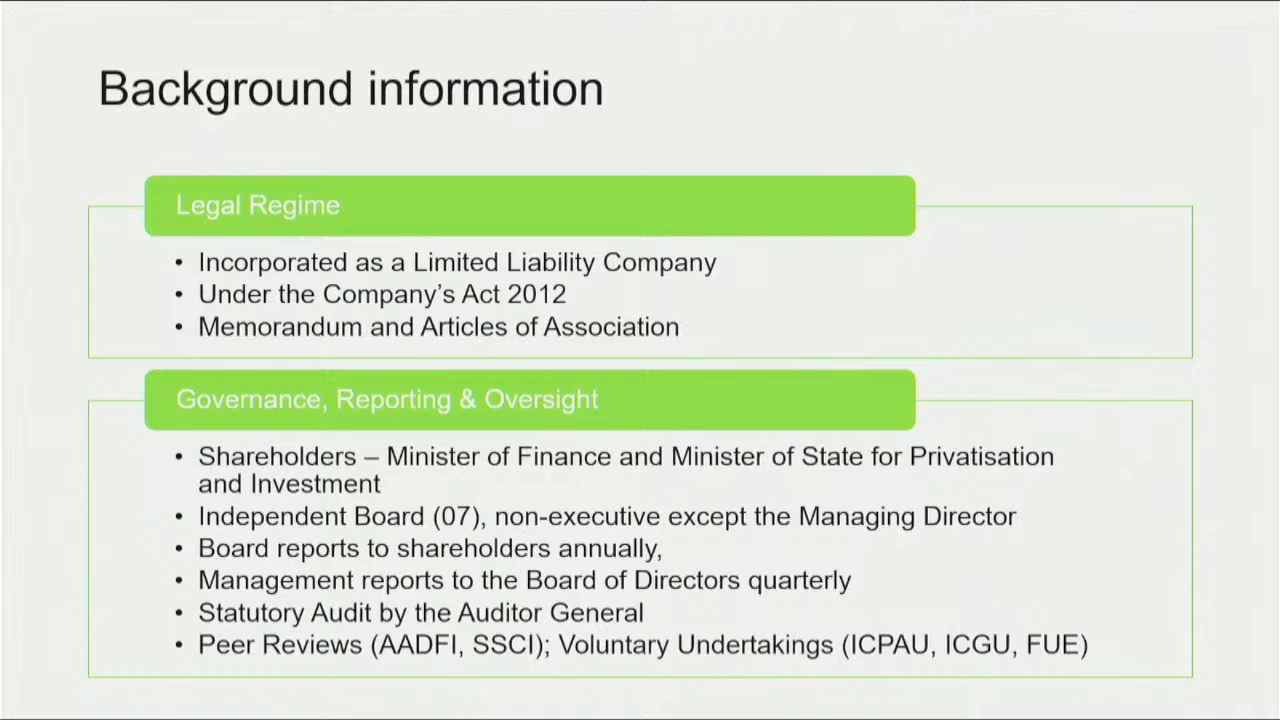 Background information
Legal Regime
• Incorporated as a Limited Liability Company
• Under the Company's Act 2012
• Memorandum and Articles of Association
Governance, Reporting & Oversight
• Shareholders – Minister of Finance and Minister of State for Privatisation
and Investment
• Independent Board (07), non-executive except the Managing Director
• Board reports to shareholders annually,
• Management reports to the Board of Directors quarterly
• Statutory Audit by the Auditor General
• Peer Reviews (AADFI, SSCI); Voluntary Undertakings (ICPAU, ICGU, FUE)